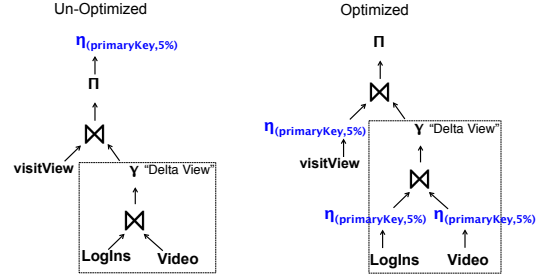 Un-Optimized
η(primaryKey,5%)
Π
⋈
visitView
γ "Delta View"
⋈
LogIns
Video
Optimized
Π
⋈
η(primaryKey,5%)
visitView
γ "Delta View"
⋈
η(primaryKey,5%)
η(primaryKey,5%)
LogIns
Video